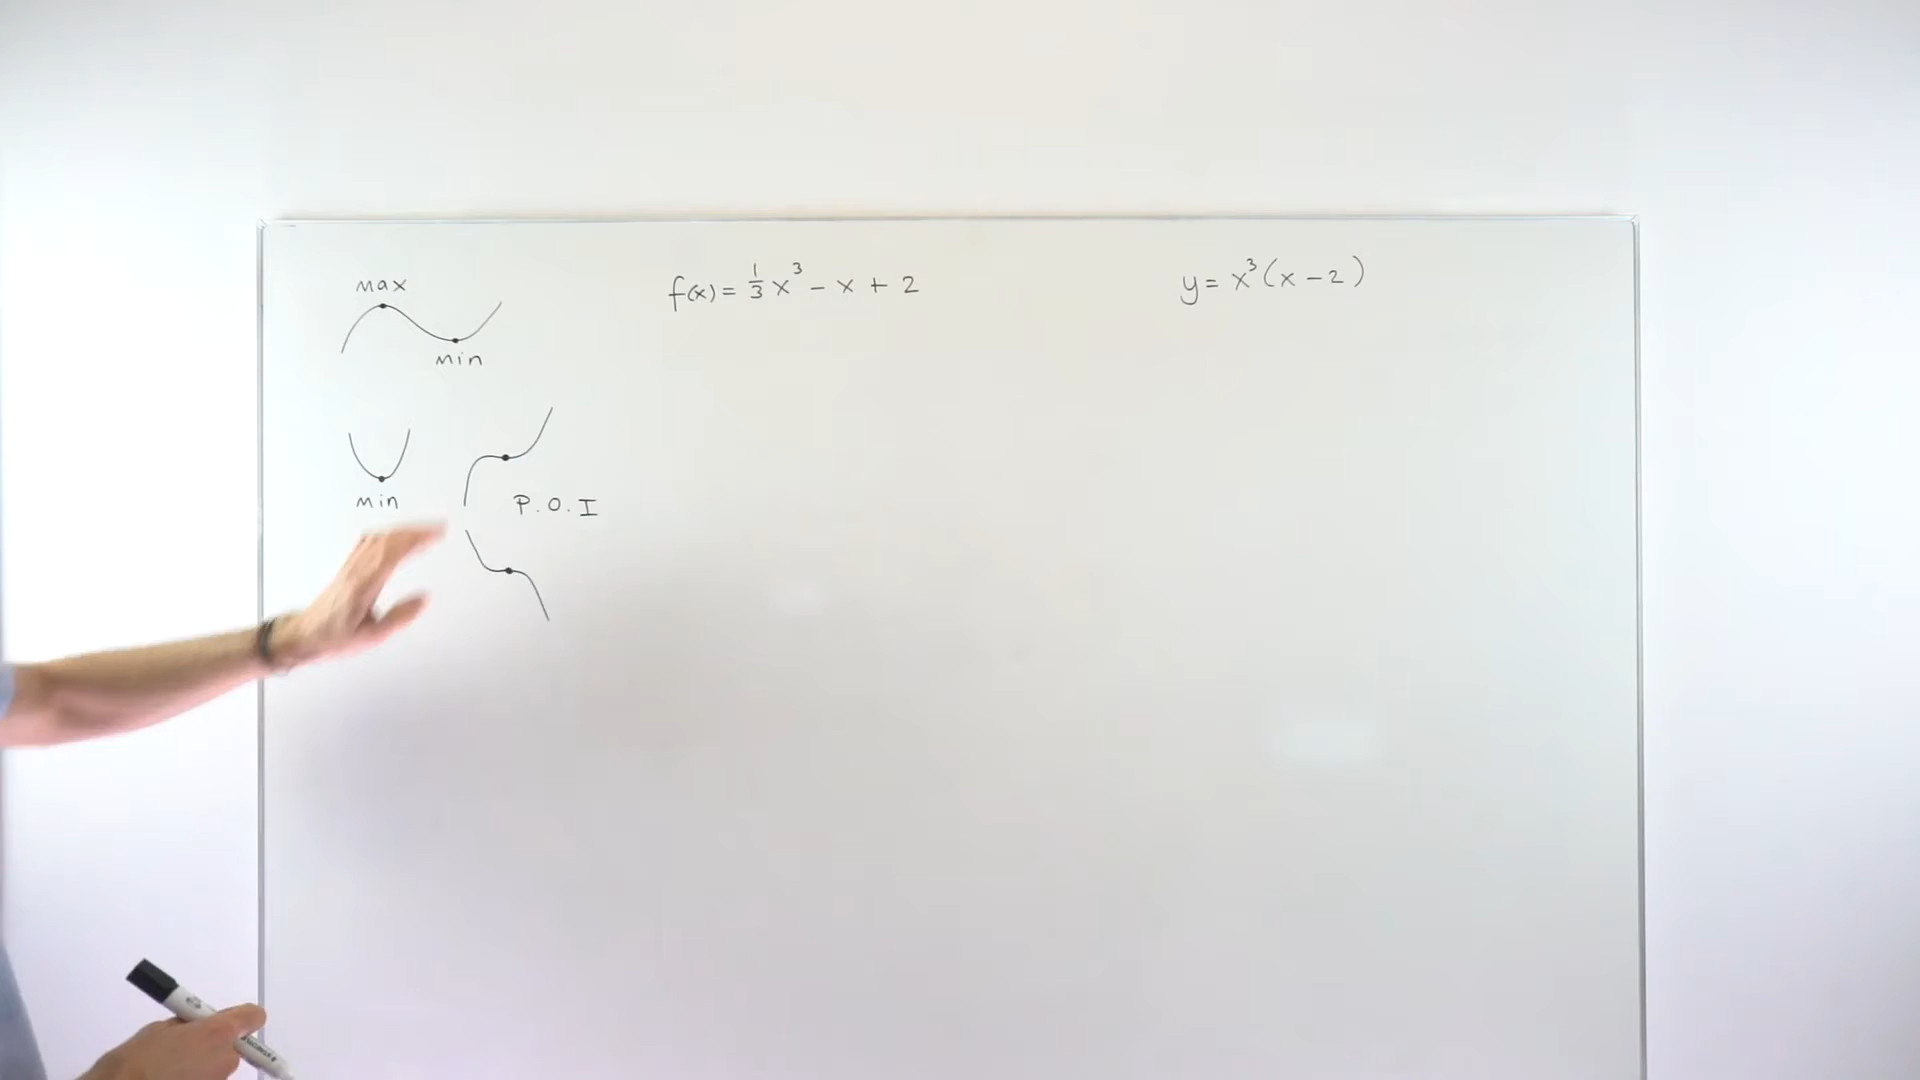 max
min
min
P.O.I
f(x) = 1/3 x³ - x + 2
y = x³(x - 2)